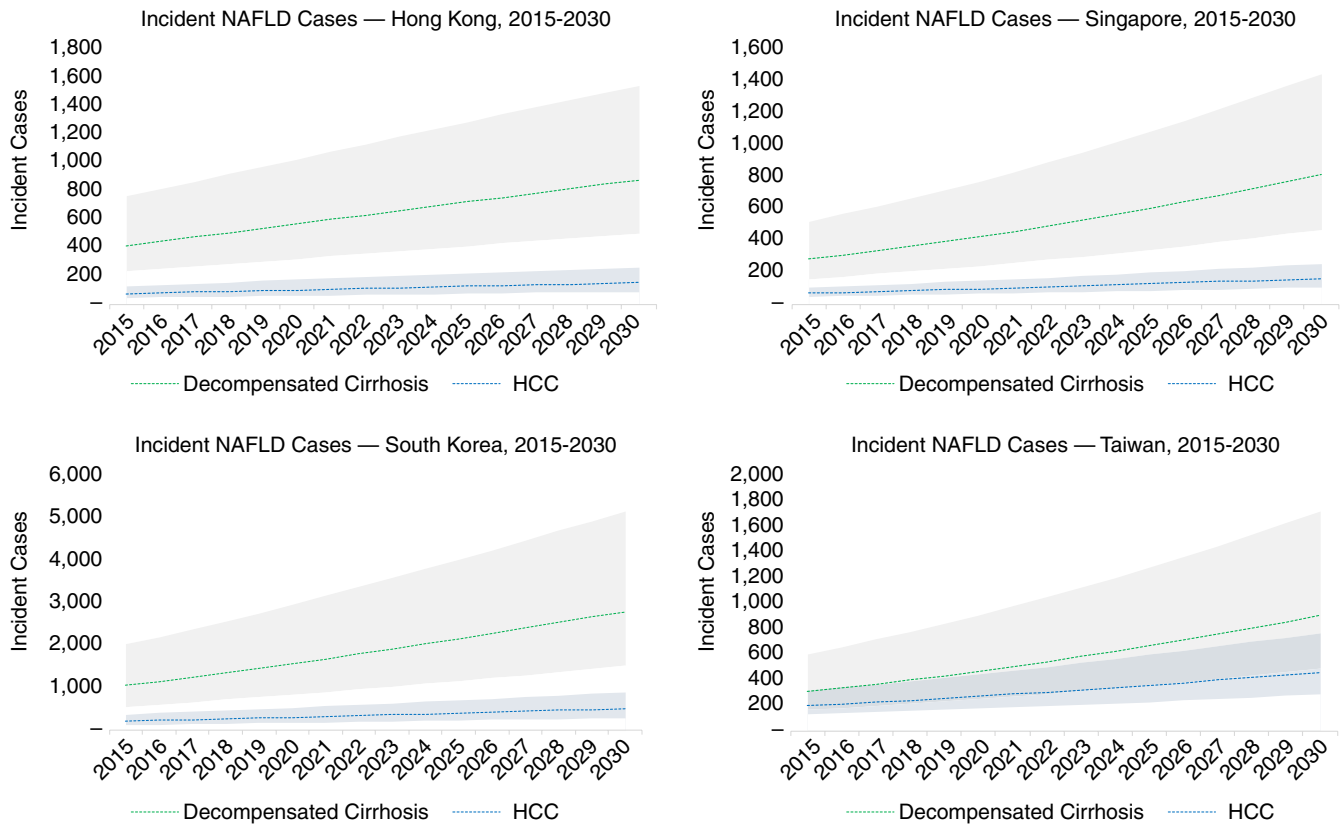 Incident NAFLD Cases — Hong Kong, 2015-2030
Incident Cases
1,800
1,600
1,400
1,200
1,000
800
600
400
200
–
2015 2016 2017 2018 2019 2020 2021 2022 2023 2024 2025 2026 2027 2028 2029 2030
Decompensated Cirrhosis HCC
Incident NAFLD Cases — Singapore, 2015-2030
Incident Cases
1,600
1,400
1,200
1,000
800
600
400
200
–
2015 2016 2017 2018 2019 2020 2021 2022 2023 2024 2025 2026 2027 2028 2029 2030
Decompensated Cirrhosis HCC
Incident NAFLD Cases — South Korea, 2015-2030
Incident Cases
6,000
5,000
4,000
3,000
2,000
1,000
–
2015 2016 2017 2018 2019 2020 2021 2022 2023 2024 2025 2026 2027 2028 2029 2030
Decompensated Cirrhosis HCC
Incident NAFLD Cases — Taiwan, 2015-2030
Incident Cases
2,000
1,800
1,600
1,400
1,200
1,000
800
600
400
200
–
2015 2016 2017 2018 2019 2020 2021 2022 2023 2024 2025 2026 2027 2028 2029 2030
Decompensated Cirrhosis HCC